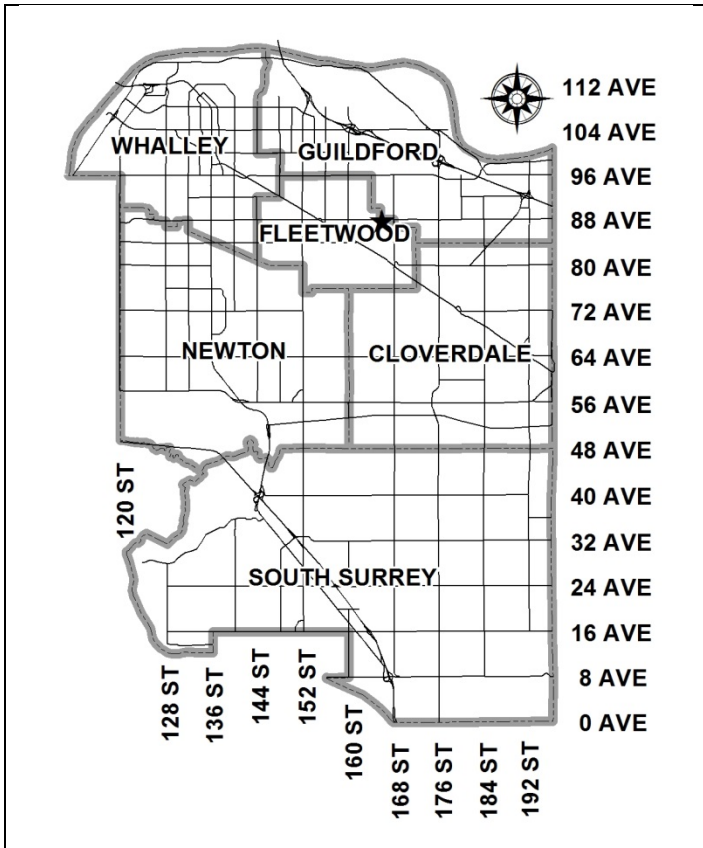 112 AVE
104 AVE
WHALLEY
GUILDFORD
96 AVE
88 AVE
FLEETWOOD
80 AVE
72 AVE
NEWTON
CLOVERDALE
64 AVE
56 AVE
48 AVE
120 ST
40 AVE
32 AVE
SOUTH SURREY
24 AVE
16 AVE
128 ST
136 ST
144 ST
152 ST
160 ST
8 AVE
0 AVE
168 ST
176 ST
184 ST
192 ST